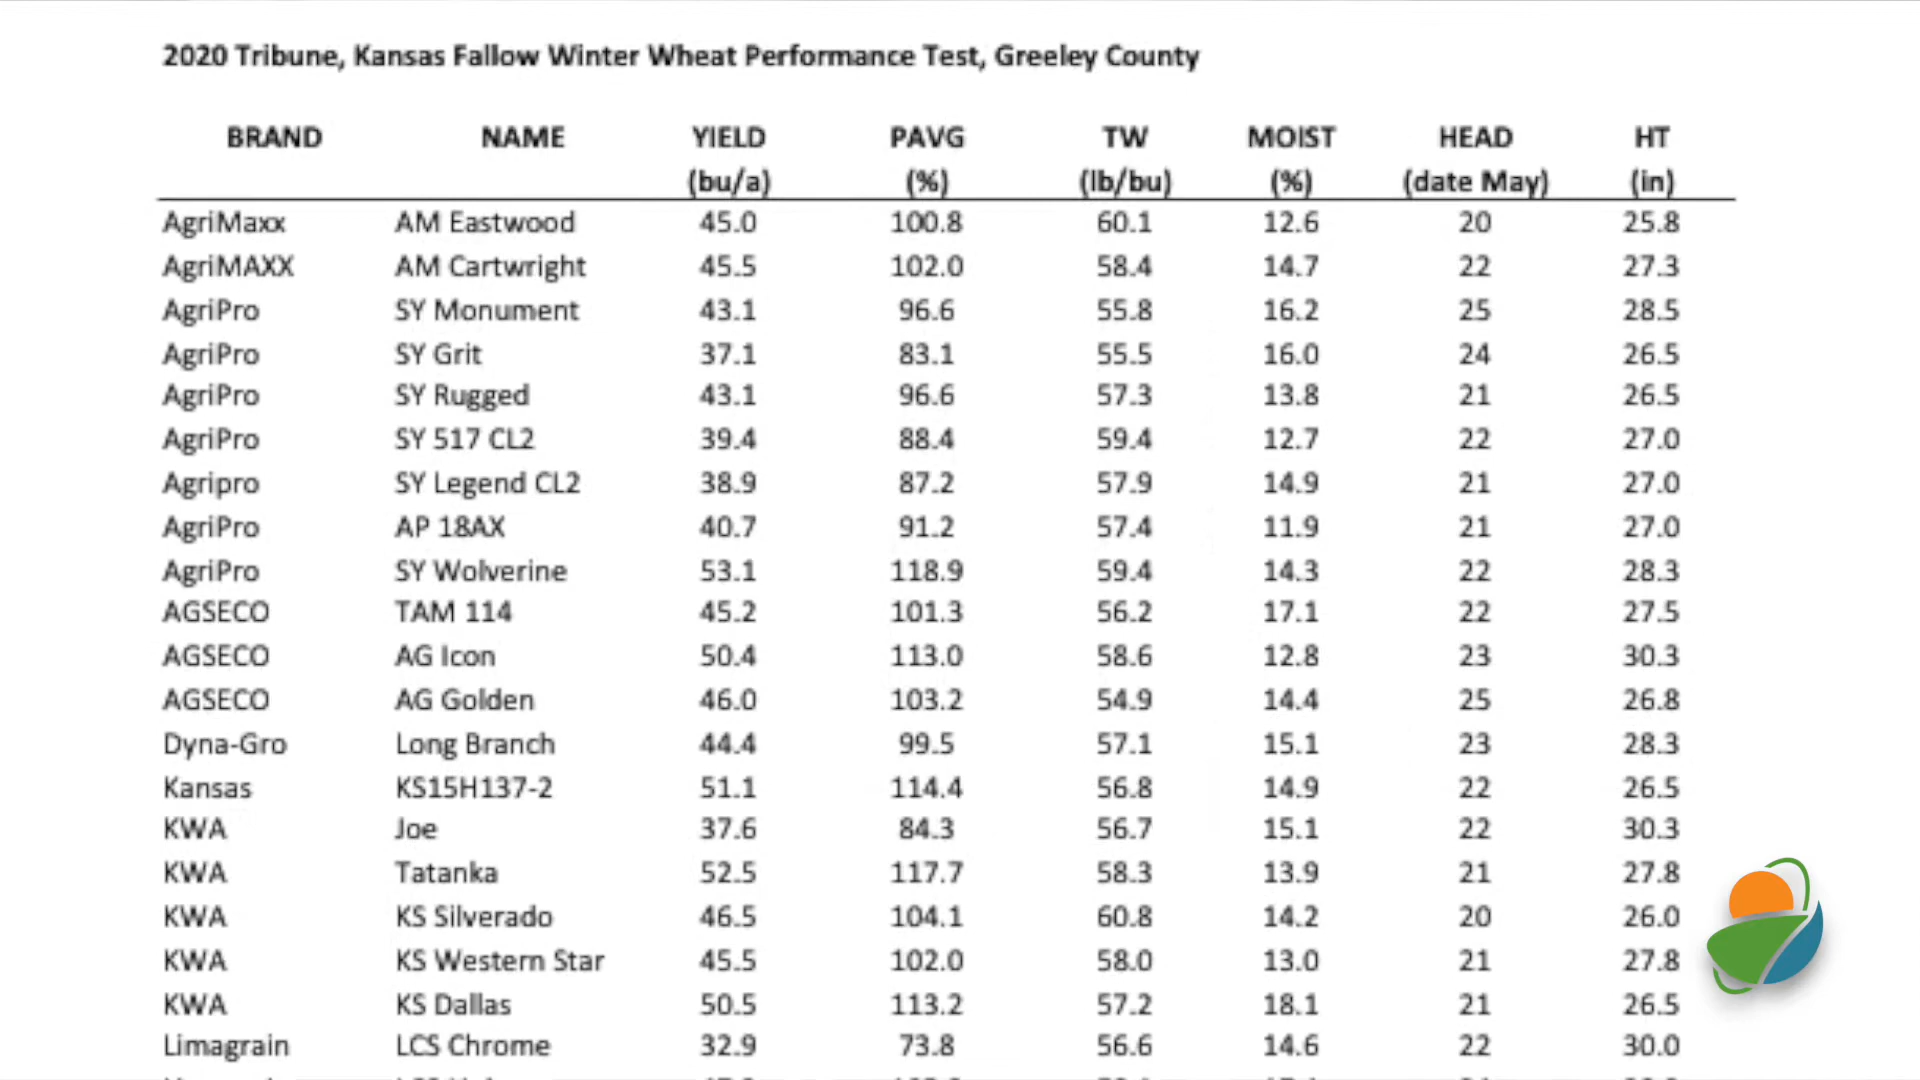 2020 Tribune, Kansas Fallow Winter Wheat Performance Test, Greeley County
BRAND NAME YIELD PAVG TW MOIST HEAD HT
(bu/a) (%) (lb/bu) (%) (date May) (in)
AgriMaxx AM Eastwood 45.0 100.8 60.1 12.6 20 25.8
AgriMAXX AM Cartwright 45.5 102.0 58.4 14.7 22 27.3
AgriPro SY Monument 43.1 96.6 55.8 16.2 25 28.5
AgriPro SY Grit 37.1 83.1 55.5 16.0 24 26.5
AgriPro SY Rugged 43.1 96.6 57.3 13.8 21 26.5
AgriPro SY 517 CL2 39.4 88.4 59.4 12.7 22 27.0
Agripro SY Legend CL2 38.9 87.2 57.9 14.9 21 27.0
AgriPro AP 18AX 40.7 91.2 57.4 11.9 21 27.0
AgriPro SY Wolverine 53.1 118.9 59.4 14.3 22 28.3
AGSECO TAM 114 45.2 101.3 56.2 17.1 22 27.5
AGSECO AG Icon 50.4 113.0 58.6 12.8 23 30.3
AGSECO AG Golden 46.0 103.2 54.9 14.4 25 26.8
Dyna-Gro Long Branch 44.4 99.5 57.1 15.1 23 28.3
Kansas KS15H137-2 51.1 114.4 56.8 14.9 22 26.5
KWA Joe 37.6 84.3 56.7 15.1 22 30.3
KWA Tatanka 52.5 117.7 58.3 13.9 21 27.8
KWA KS Silverado 46.5 104.1 60.8 14.2 20 26.0
KWA KS Western Star 45.5 102.0 58.0 13.0 21 27.8
KWA KS Dallas 50.5 113.2 57.2 18.1 21 26.5
Limagrain LCS Chrome 32.9 73.8 56.6 14.6 22 30.0